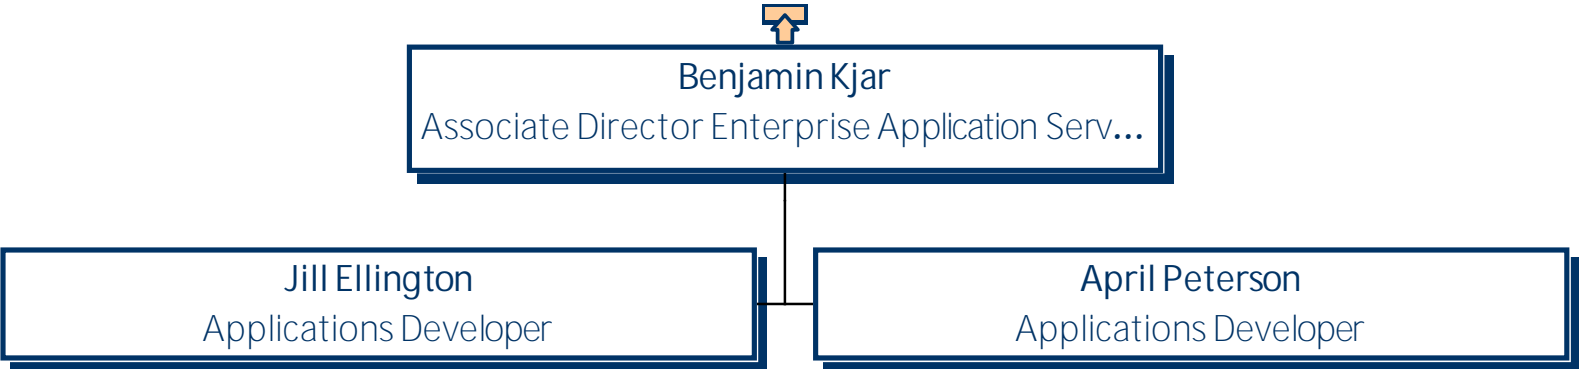 Benjamin Kjar
Associate Director Enterprise Application Serv...
Jill Ellington
Applications Developer
April Peterson
Applications Developer